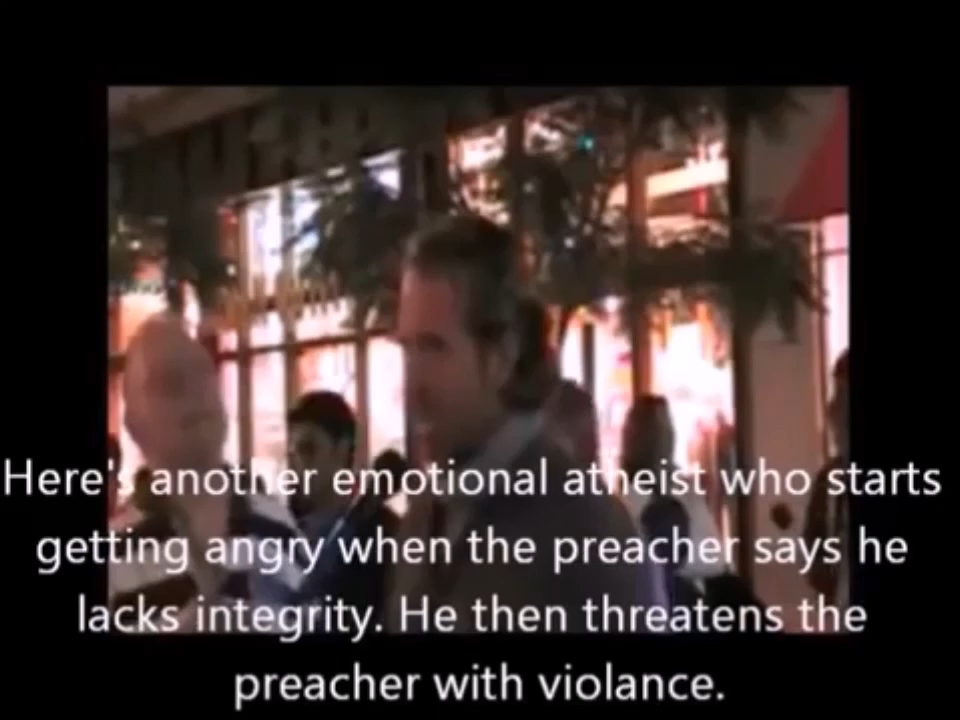 Here's another emotional atheist who starts
getting angry when the preacher says he
lacks integrity. He then threatens the
preacher with violance.